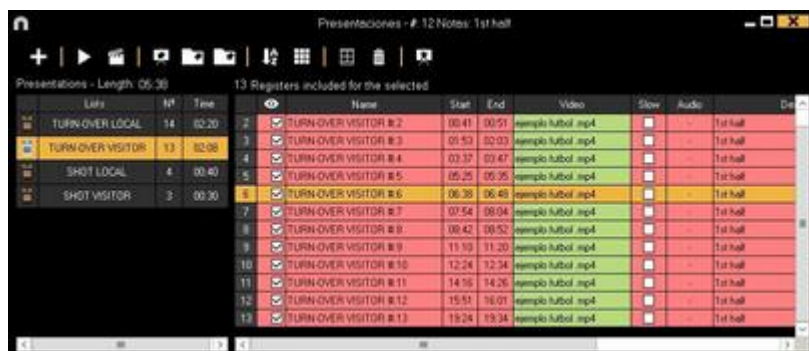 Presentaciones - #: 12 Notes: 1st half
Presentations - Length: 05:38
13 Registers included for the selected
Lists Nº Time
TURN-OVER LOCAL 14 02:20
TURN-OVER VISITOR 13 02:08
SHOT LOCAL 4 00:40
SHOT VISITOR 3 00:30
Name Start End Video Slow Audio De
2 TURN-OVER VISITOR #:2 00:41 00:51 ejemplo futbol .mp4 - 1st half
3 TURN-OVER VISITOR #:3 01:53 02:03 ejemplo futbol .mp4 - 1st half
4 TURN-OVER VISITOR #:4 03:37 03:47 ejemplo futbol .mp4 - 1st half
5 TURN-OVER VISITOR #:5 05:25 05:35 ejemplo futbol .mp4 - 1st half
6 TURN-OVER VISITOR #:6 06:38 06:48 ejemplo futbol .mp4 - 1st half
7 TURN-OVER VISITOR #:7 07:54 08:04 ejemplo futbol .mp4 - 1st half
8 TURN-OVER VISITOR #:8 08:42 08:52 ejemplo futbol .mp4 - 1st half
9 TURN-OVER VISITOR #:9 11:10 11:20 ejemplo futbol .mp4 - 1st half
10 TURN-OVER VISITOR #:10 12:24 12:34 ejemplo futbol .mp4 - 1st half
11 TURN-OVER VISITOR #:11 14:16 14:26 ejemplo futbol .mp4 - 1st half
12 TURN-OVER VISITOR #:12 15:51 16:01 ejemplo futbol .mp4 - 1st half
13 TURN-OVER VISITOR #:13 19:24 19:34 ejemplo futbol .mp4 - 1st half